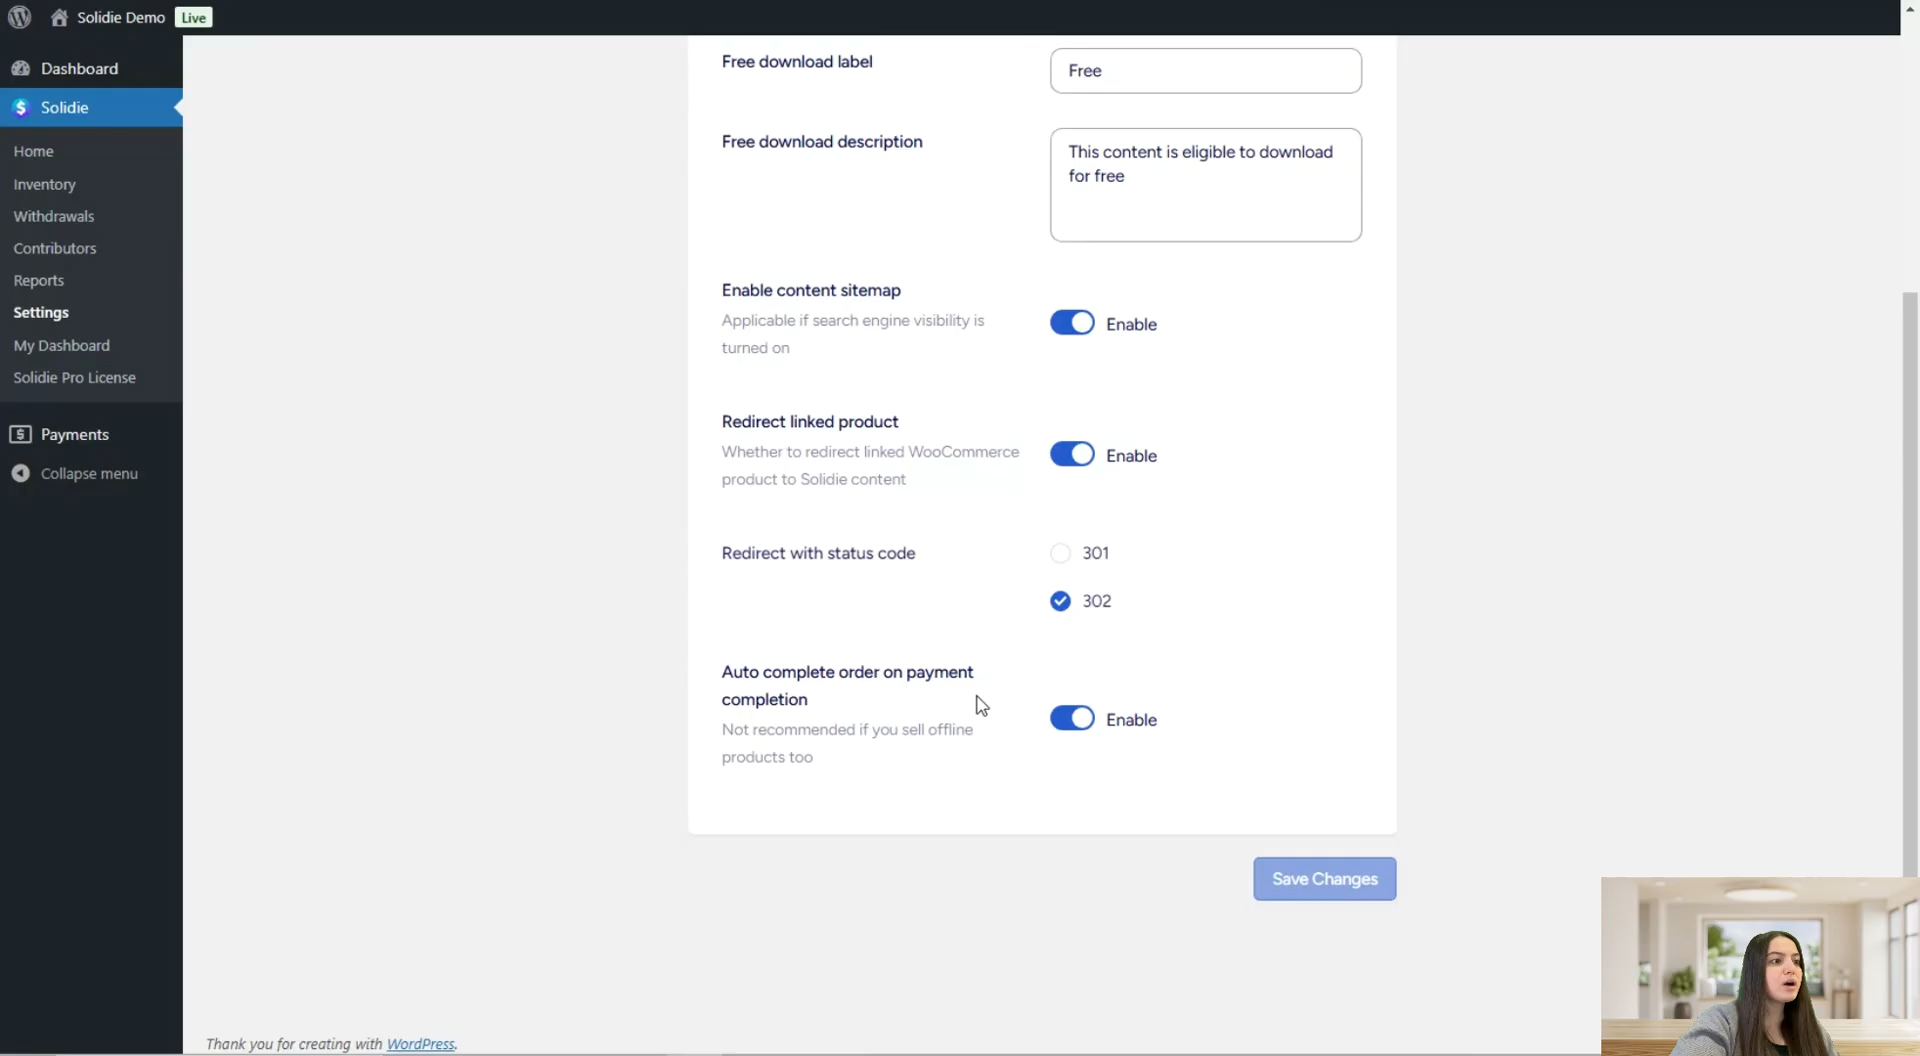 Solidie Demo Live
Dashboard
Solidie
Home
Inventory
Withdrawals
Contributors
Reports
Settings
My Dashboard
Solidie Pro License
Payments
Collapse menu
Free download label
Free
Free download description
This content is eligible to download
for free
Enable content sitemap
Applicable if search engine visibility is
turned on
Enable
Redirect linked product
Whether to redirect linked WooCommerce
product to Solidie content
Enable
Redirect with status code
301
302
Auto complete order on payment
completion
Not recommended if you sell offline
products too
Enable
Save Changes
Thank you for creating with WordPress.